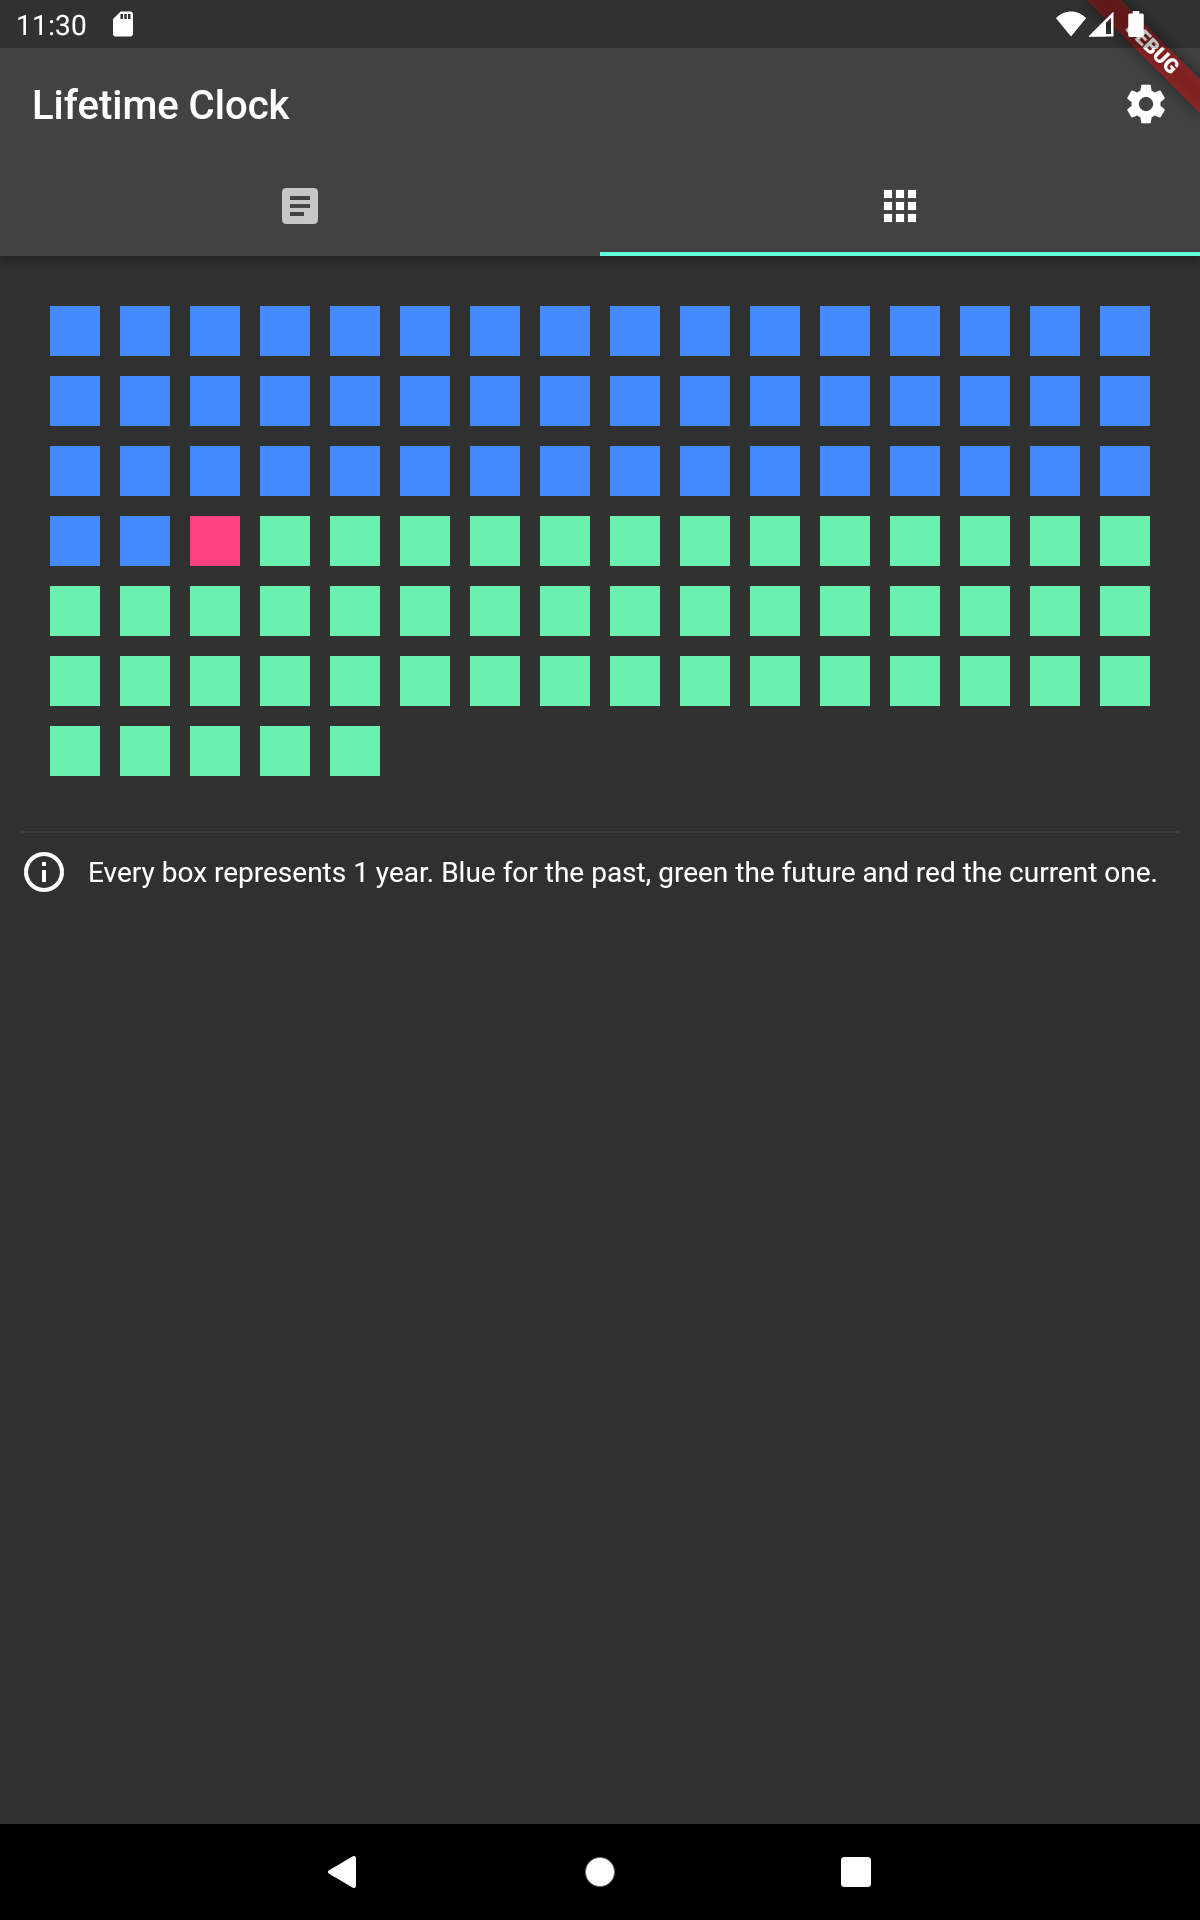 11:30
EBUG
Lifetime Clock
Every box represents 1 year. Blue for the past, green the future and red the current one.